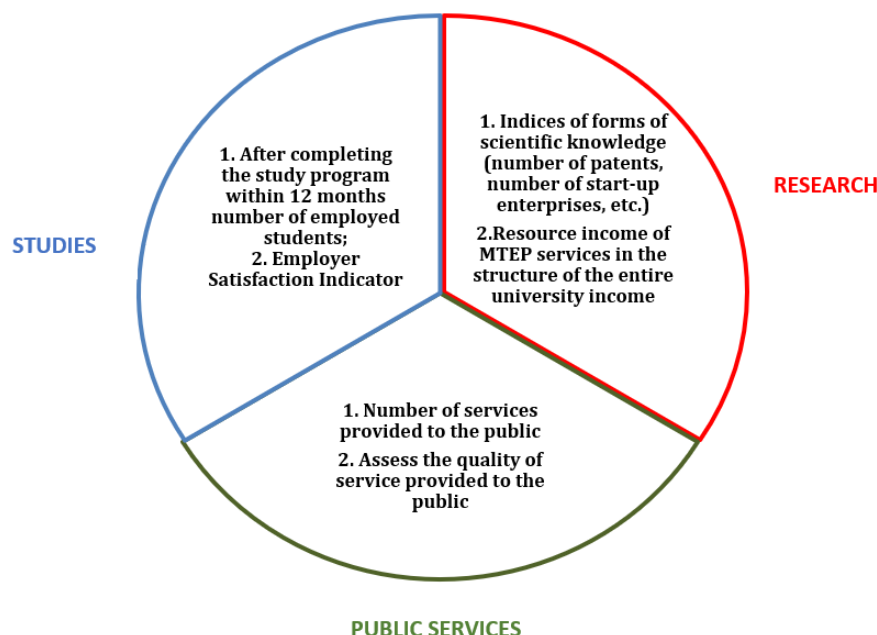 STUDIES
1. After completing
the study program
within 12 months
number of employed
students;
2. Employer
Satisfaction Indicator
1. Indices of forms of
scientific knowledge
(number of patents,
number of start-up
enterprises, etc.)
2.Resource income of
MTEP services in the
structure of the entire
university income
RESEARCH
1. Number of services
provided to the public
2. Assess the quality of
service provided to the
public
PUBLIC SERVICES